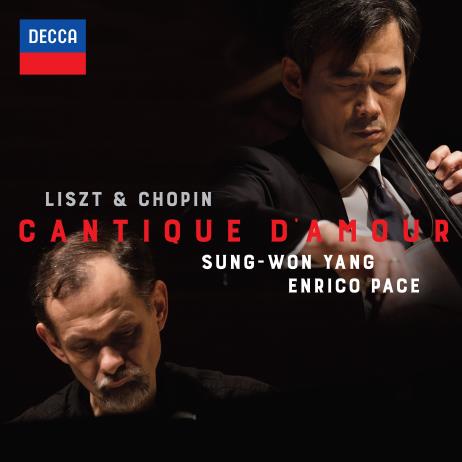 DECCA
LISZT & CHOPIN
CANTIQUE D'AMOUR
SUNG-WON YANG
ENRICO PACE